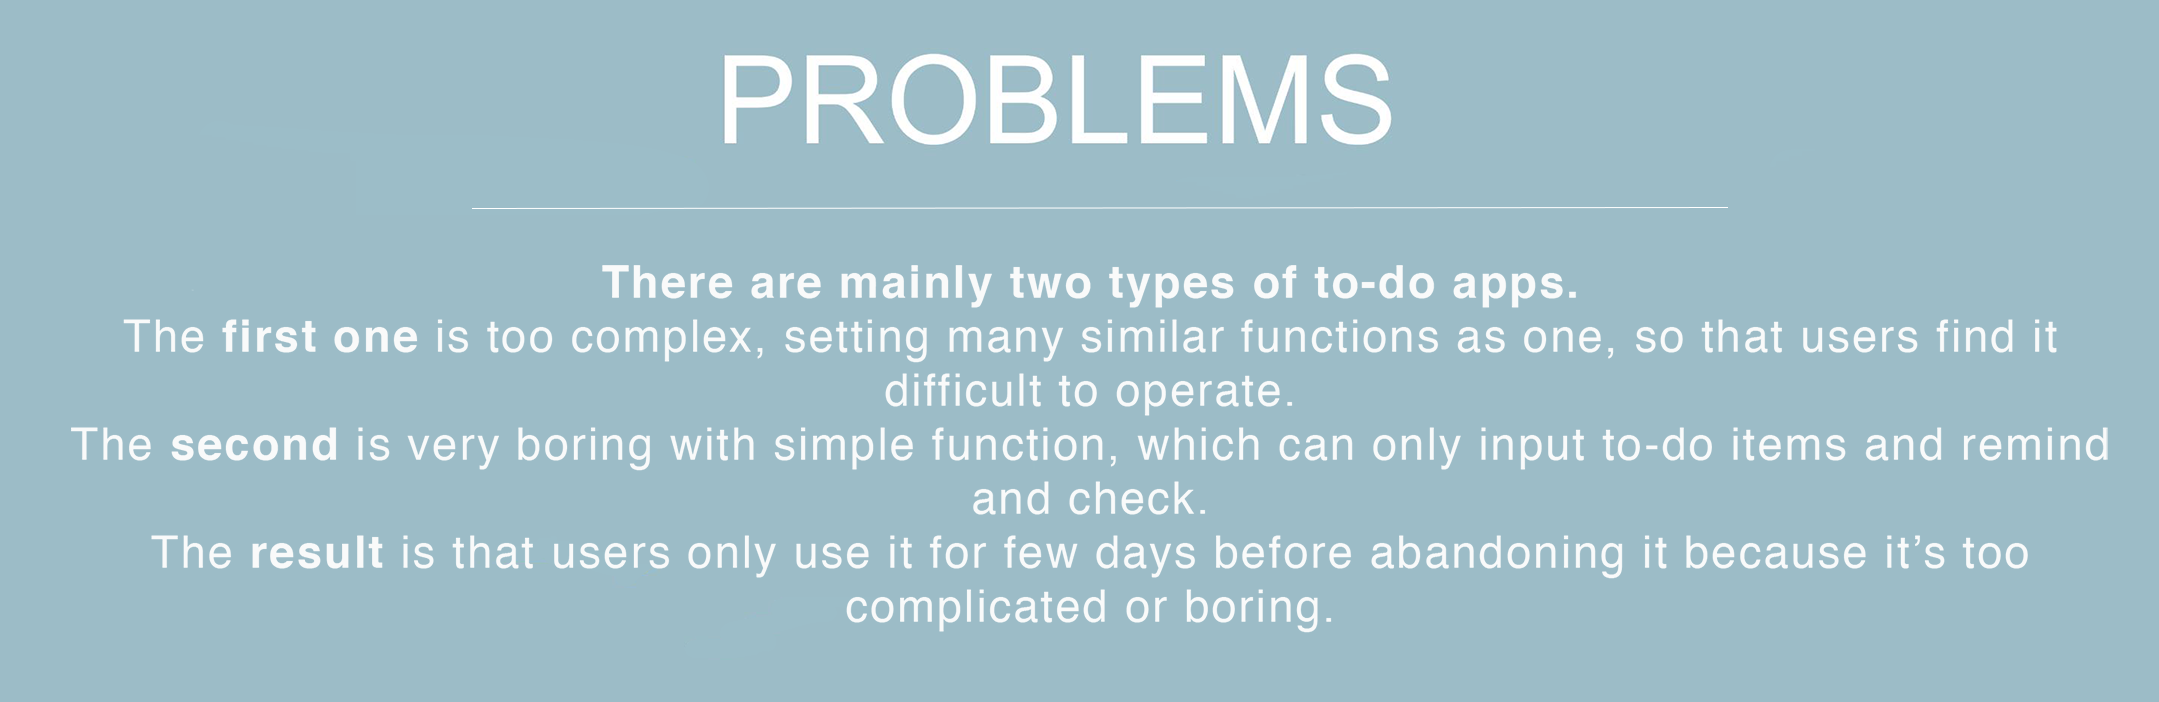 PROBLEMS
There are mainly two types of to-do apps.
The first one is too complex, setting many similar functions as one, so that users find it
difficult to operate.
The second is very boring with simple function, which can only input to-do items and remind
and check.
The result is that users only use it for few days before abandoning it because it’s too
complicated or boring.